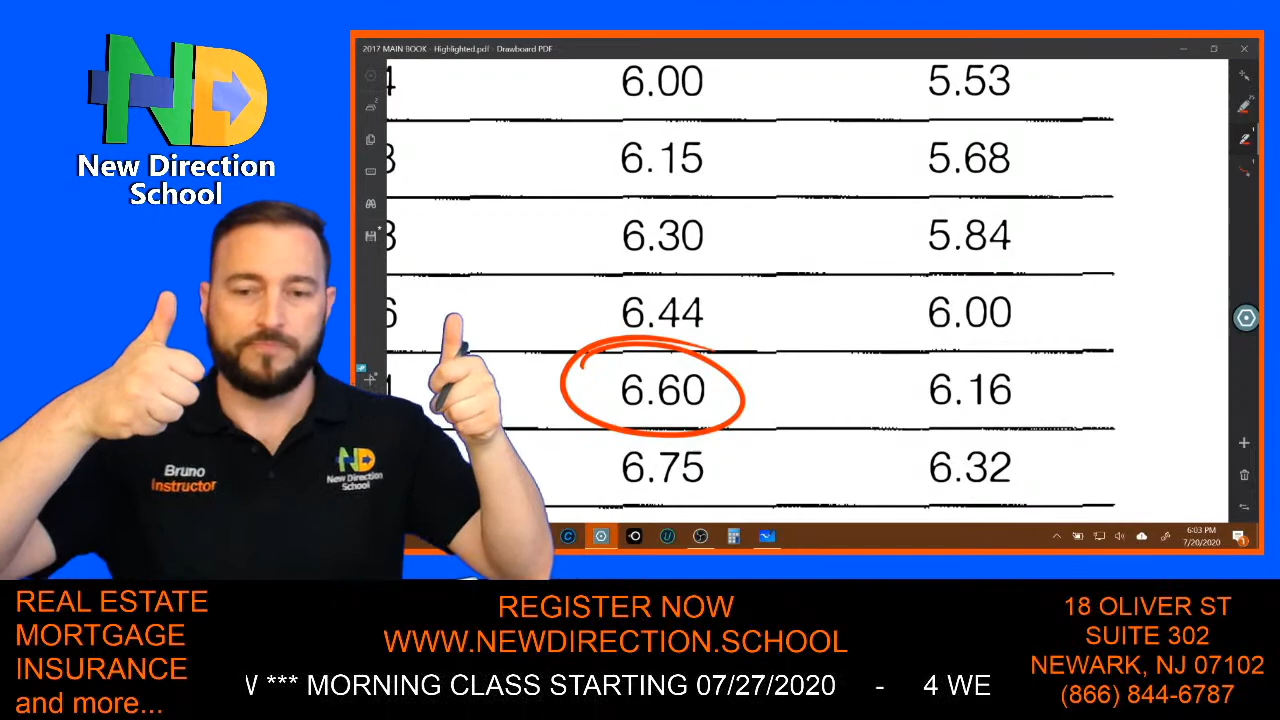 ND
New Direction
School
2017 MAIN BOOK - Highlighted.pdf - Drawboard PDF
6.00 5.53
6.15 5.68
6.30 5.84
6.44 6.00
6.60 6.16
6.75 6.32
Bruno
Instructor
ND
New Direction
School
6:03 PM
7/20/2020
REAL ESTATE
MORTGAGE
INSURANCE
and more...
REGISTER NOW
WWW.NEWDIRECTION.SCHOOL
*** MORNING CLASS STARTING 07/27/2020 - 4 WE
18 OLIVER ST
SUITE 302
NEWARK, NJ 07102
(866) 844-6787